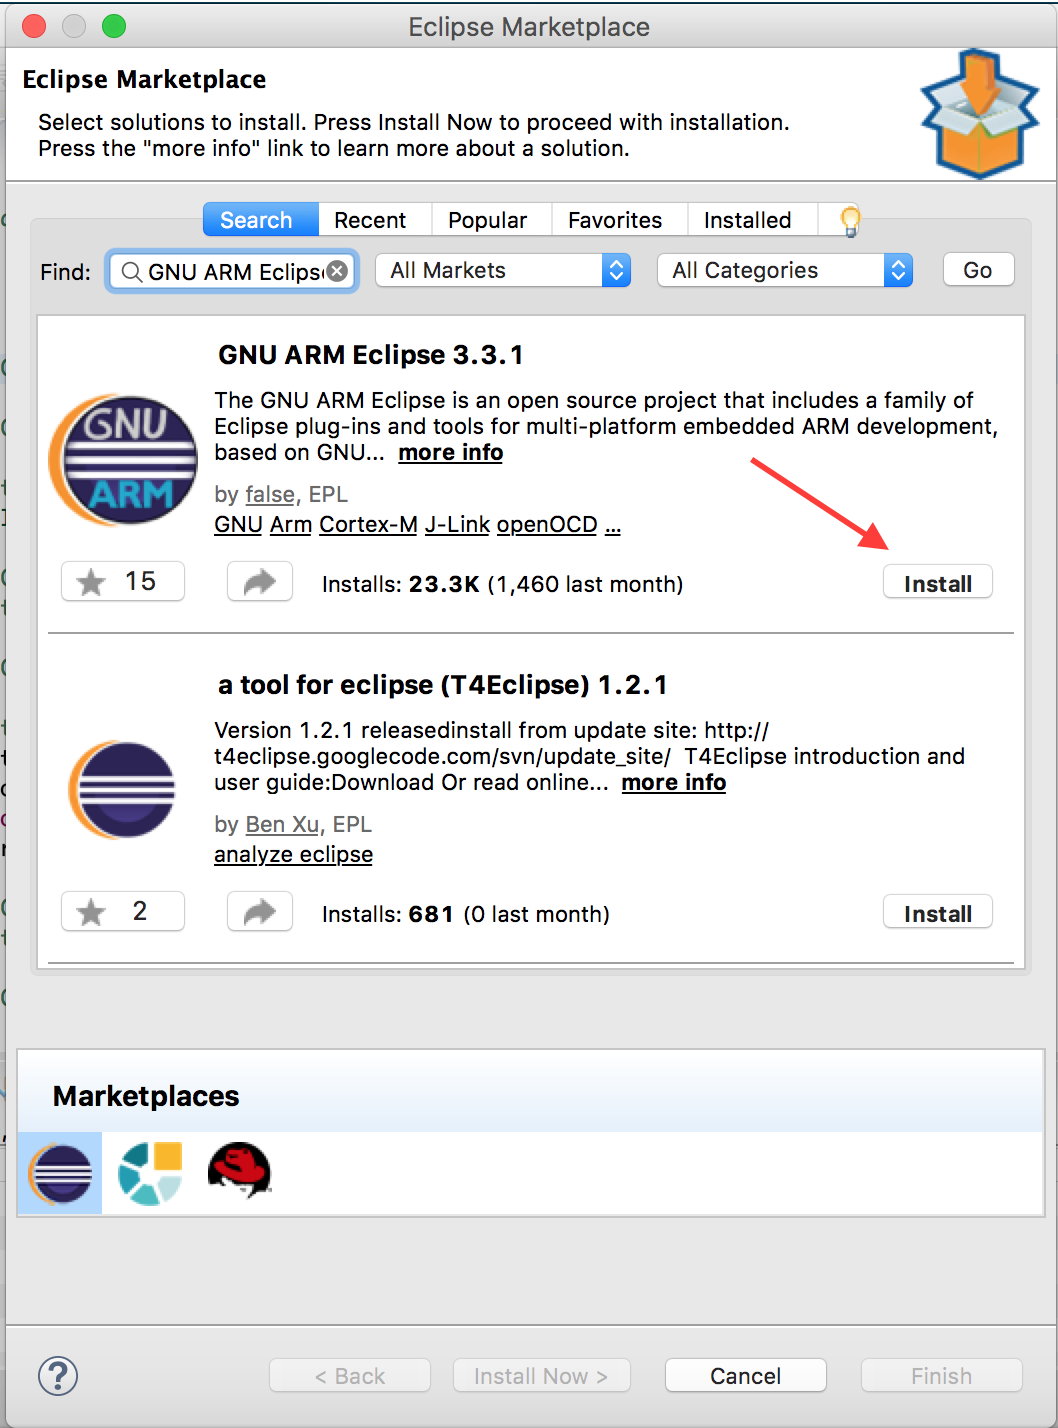 Eclipse Marketplace
Eclipse Marketplace
Select solutions to install. Press Install Now to proceed with installation.
Press the "more info" link to learn more about a solution.
Search Recent Popular Favorites Installed
Find: GNU ARM Eclips All Markets All Categories Go
GNU ARM Eclipse 3.3.1
The GNU ARM Eclipse is an open source project that includes a family of
Eclipse plug-ins and tools for multi-platform embedded ARM development,
based on GNU... more info
GNU
ARM
by false, EPL
GNU Arm Cortex-M J-Link openOCD ...
15 Installs: 23.3K (1,460 last month) Install
a tool for eclipse (T4Eclipse) 1.2.1
Version 1.2.1 releasedinstall from update site: http://
t4eclipse.googlecode.com/svn/update_site/ T4Eclipse introduction and
user guide:Download Or read online... more info
by Ben Xu, EPL
analyze eclipse
2 Installs: 681 (0 last month) Install
Marketplaces
? < Back Install Now > Cancel Finish